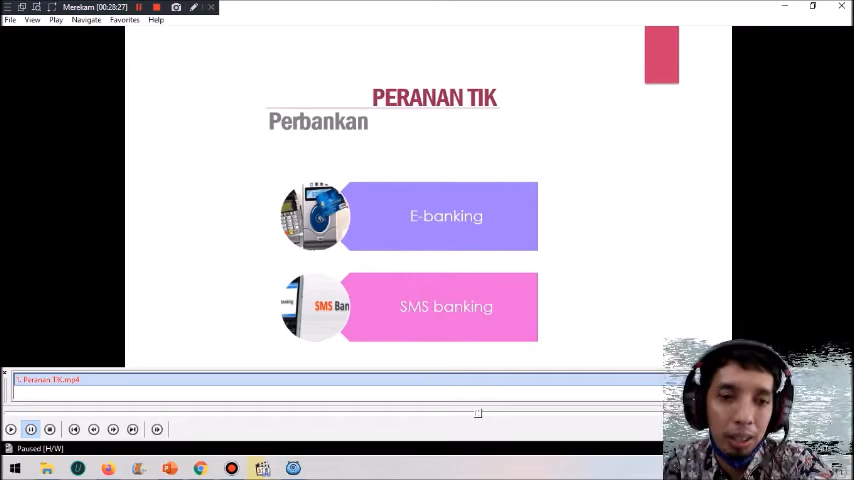 Merekam [00:28:27]
File View Play Navigate Favorites Help
PERANAN TIK
Perbankan
E-banking
SMS Ban
SMS banking
1. Peranan TIK.mp4
Paused [H/W]